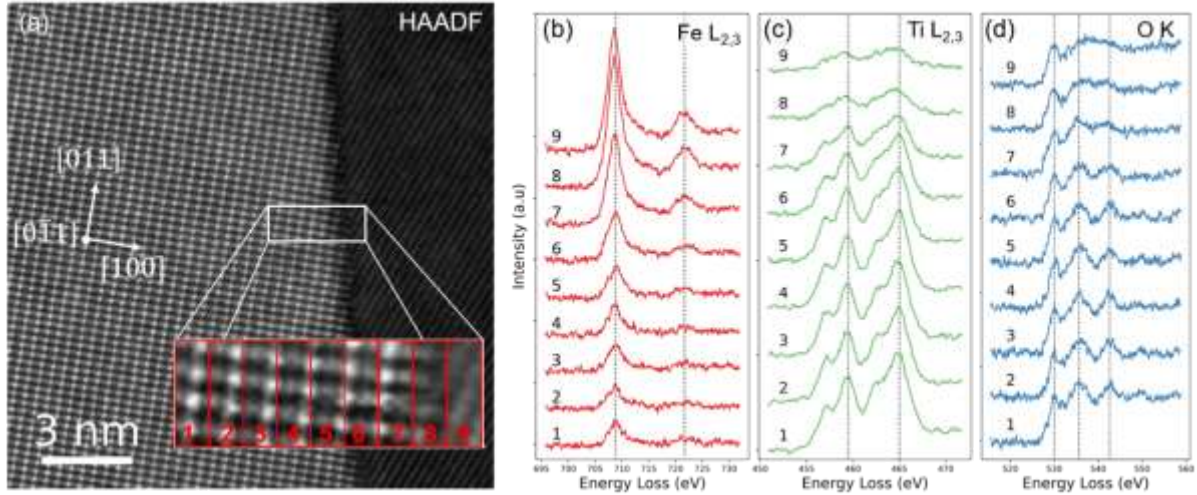 (a)
HAADF
[011]
[01̄1]
[100]
3 nm
1 2 3 4 5 6 7 8 9
(b) Fe L2,3
Intensity (a.u)
9
8
7
6
5
4
3
2
1
695 700 705 710 715 720 725 730
Energy Loss (eV)
(c) Ti L2,3
9
8
7
6
5
4
3
2
1
450 455 460 465 470
Energy Loss (eV)
(d) O K
9
8
7
6
5
4
3
2
1
520 530 540 550 560
Energy Loss (eV)